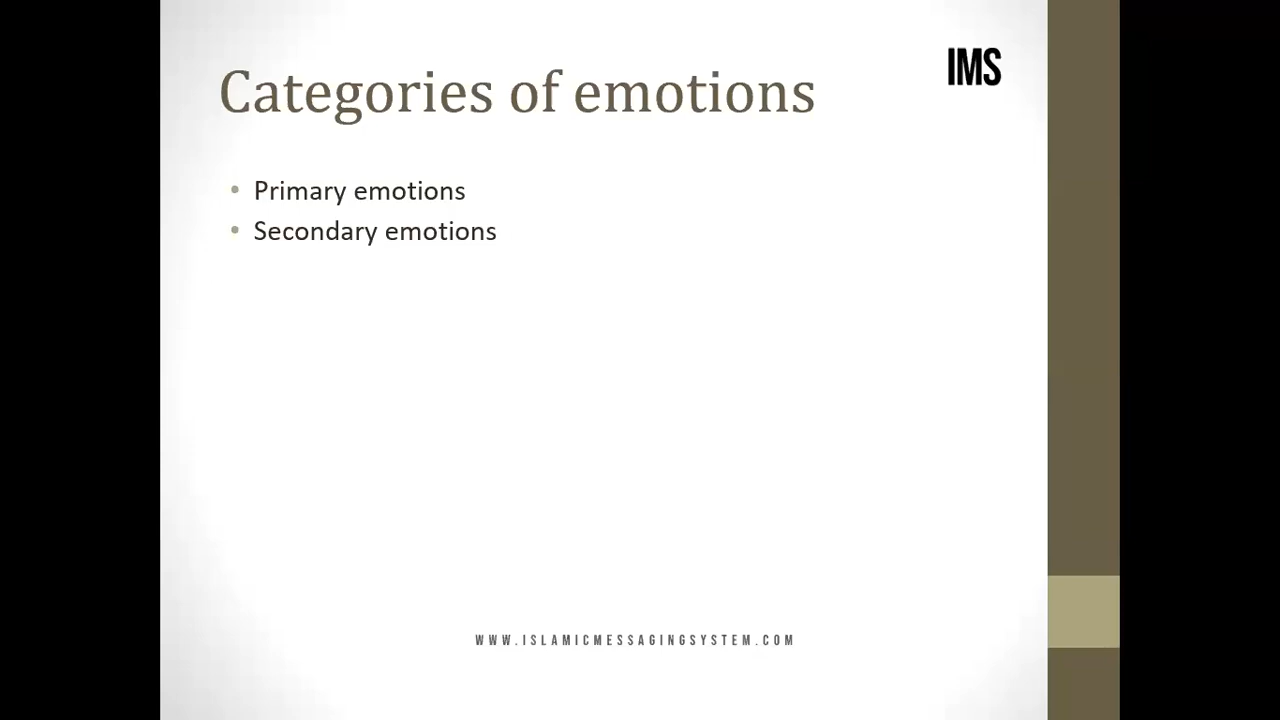 IMS
Categories of emotions
• Primary emotions
• Secondary emotions
WWW.ISLAMICMESSAGINGSYSTEM.COM